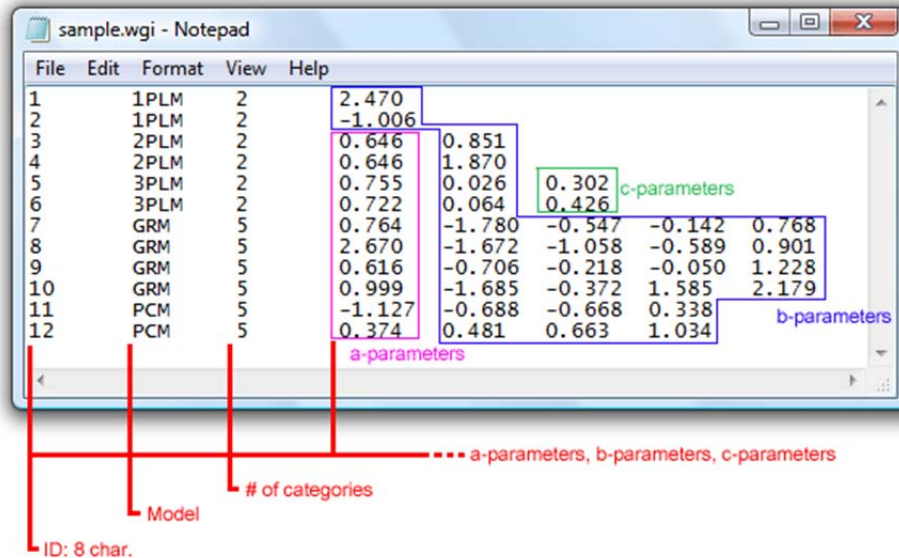 sample.wgi - Notepad
File Edit Format View Help
1 1PLM 2 2.470
2 1PLM 2 -1.006
3 2PLM 2 0.646 0.851
4 2PLM 2 0.646 1.870
5 3PLM 2 0.755 0.026 0.302
c-parameters
6 3PLM 2 0.722 0.064 0.426
7 GRM 5 0.764 -1.780 -0.547 -0.142 0.768
8 GRM 5 2.670 -1.672 -1.058 -0.589 0.901
9 GRM 5 0.616 -0.706 -0.218 -0.050 1.228
10 GRM 5 0.999 -1.685 -0.372 1.585 2.179
11 PCM 5 -1.127 -0.688 -0.668 0.338
b-parameters
12 PCM 5 0.374 0.481 0.663 1.034
a-parameters
a-parameters, b-parameters, c-parameters
# of categories
Model
ID: 8 char.